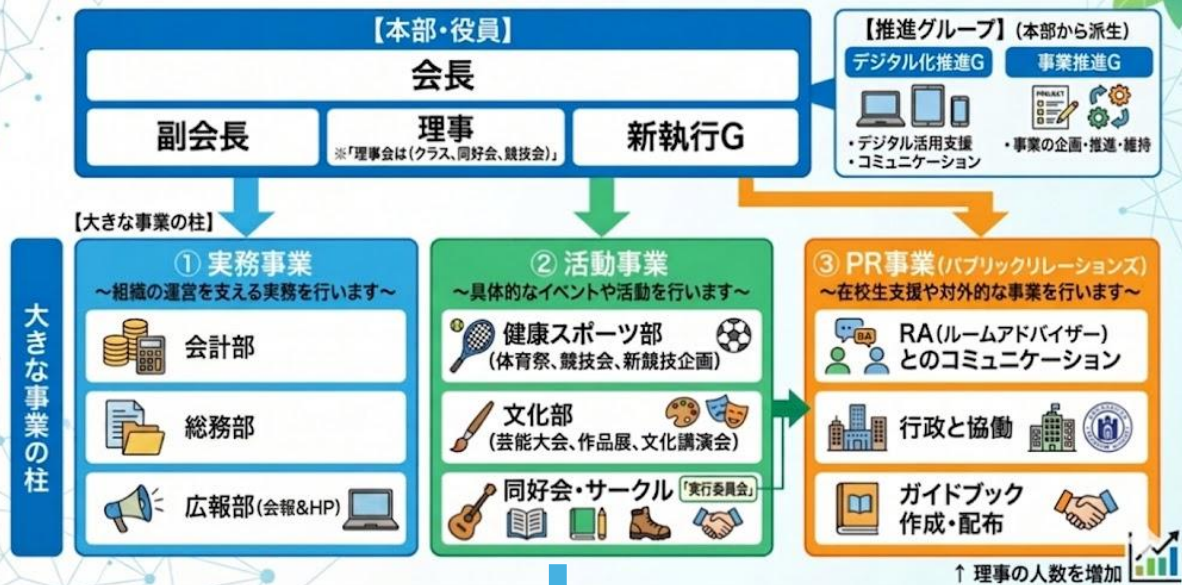 【本部・役員】
会長
副会長
理事
※「理事会は(クラス、同好会、競技会)」
新執行G
【推進グループ】(本部から派生)
デジタル化推進G
・デジタル活用支援
・コミュニケーション
事業推進G
PROJECT
・事業の企画・推進・維持
【大きな事業の柱】
大きな事業の柱
① 実務事業
～組織の運営を支える実務を行います～
会計部
総務部
広報部(会報&HP)
② 活動事業
～具体的なイベントや活動を行います～
健康スポーツ部
(体育祭、競技会、新競技企画)
文化部
(芸能大会、作品展、文化講演会)
同好会・サークル
「実行委員会」
③ PR事業(パブリックリレーションズ)
～在校生支援や対外的な事業を行います～
RA(ルームアドバイザー)
とのコミュニケーション
行政と協働
ガイドブック
作成・配布
↑ 理事の人数を増加